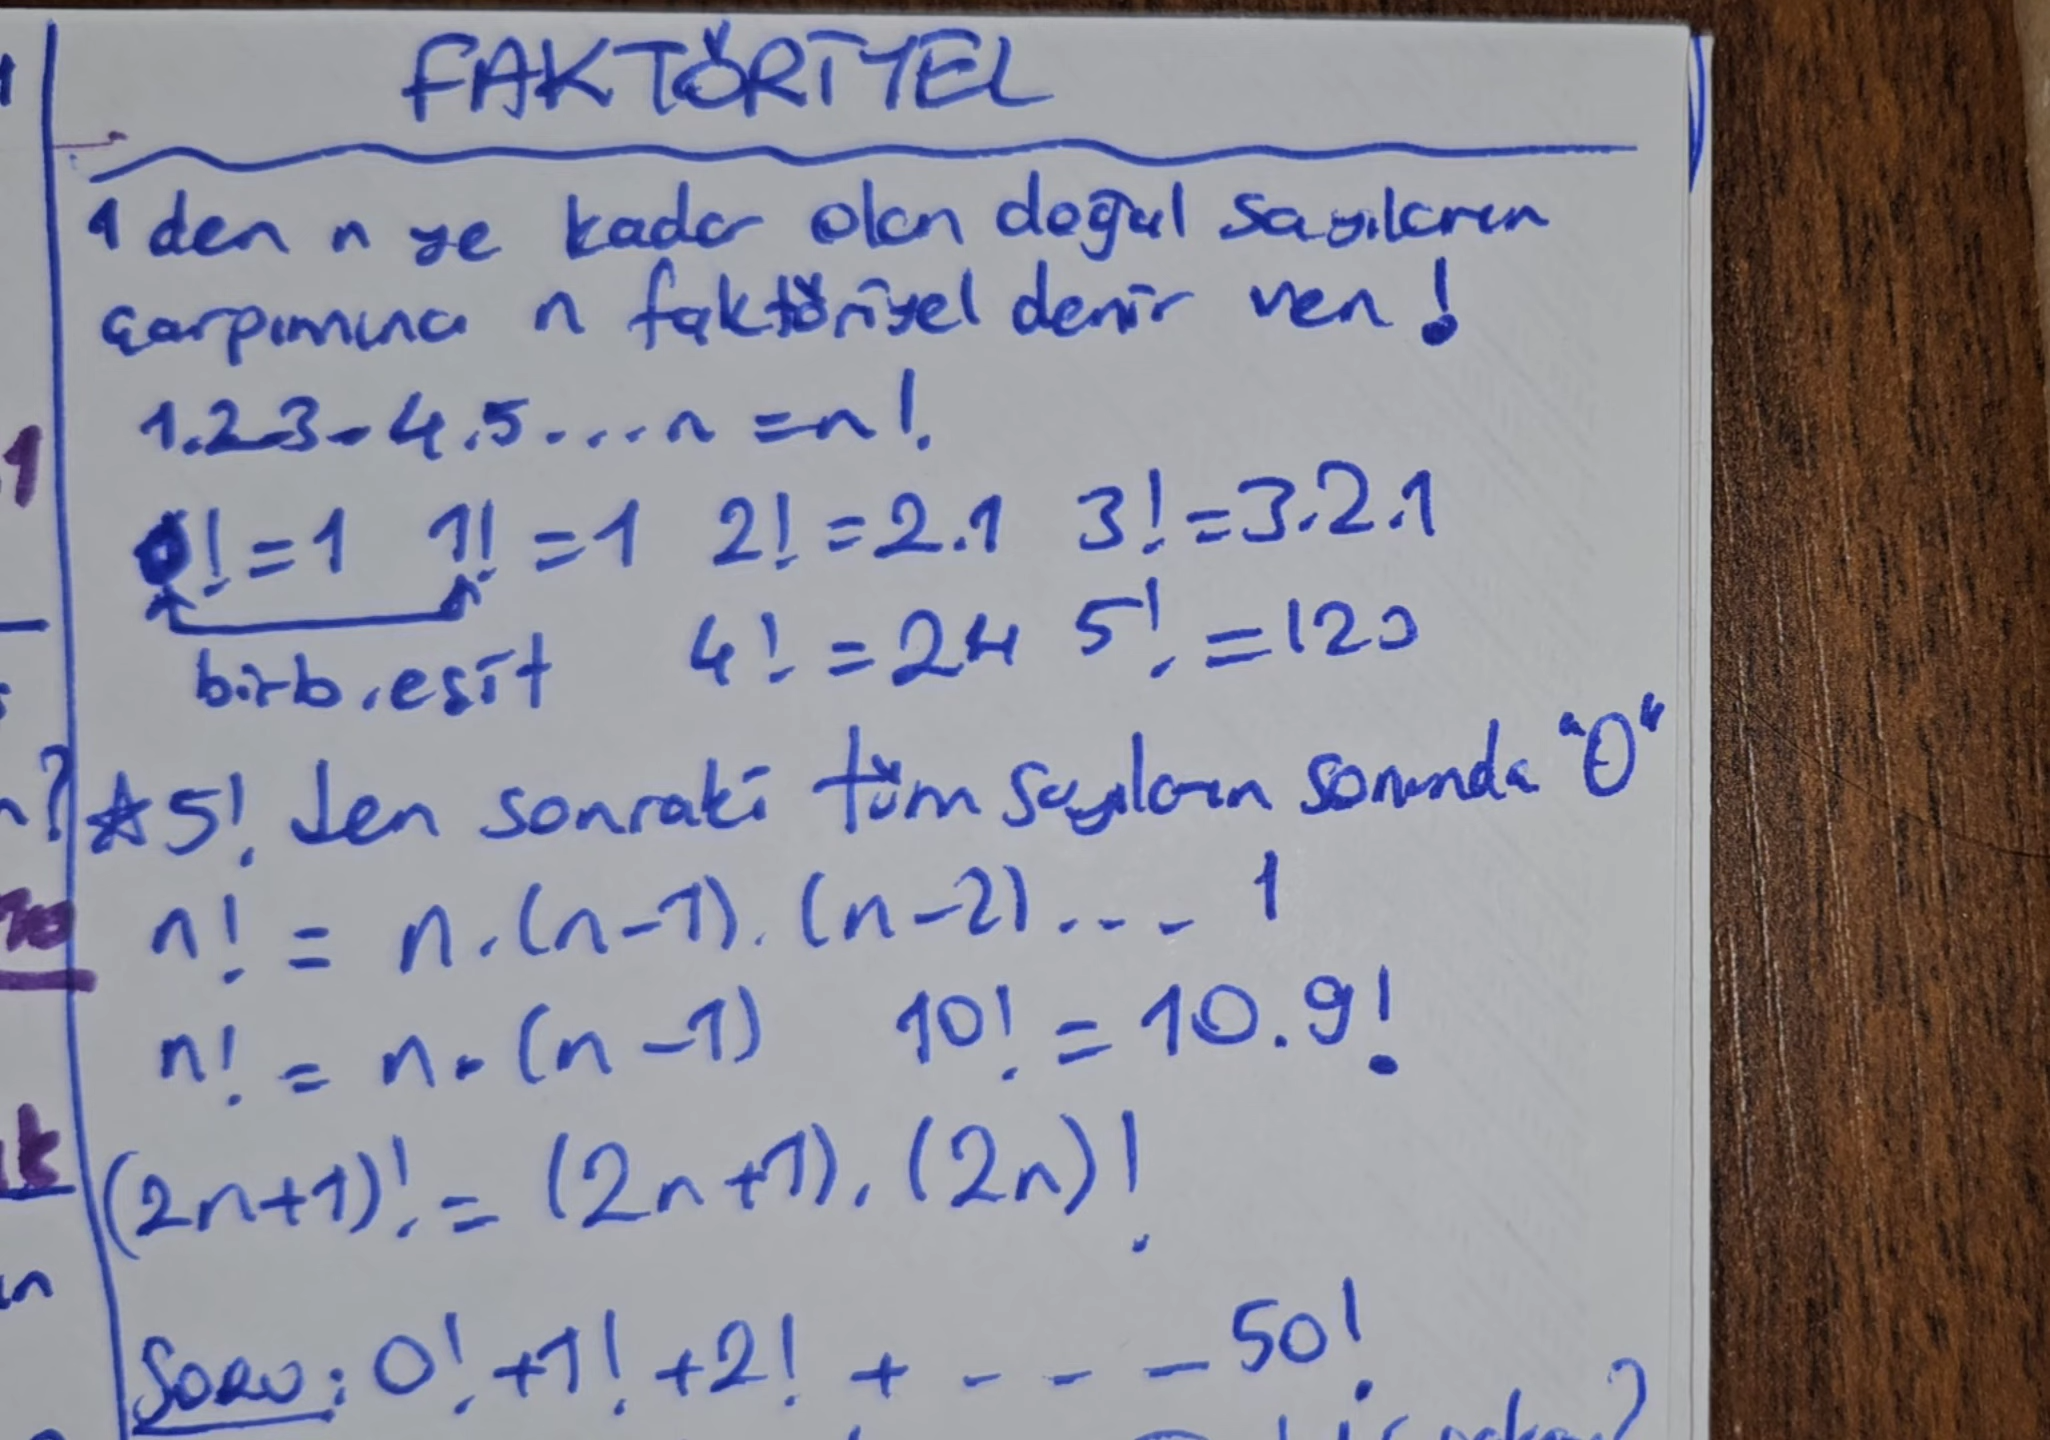 FAKTÖRİYEL
1 den n ye kadar olan doğal sayıların
çarpımına n faktöriyel denir ve n!
1.2.3.4.5....n = n!
0! = 1 1! = 1 2! = 2.1 3! = 3.2.1
birb. eşit 4! = 24 5! = 120
☆ 5! den sonraki tüm sayıların sonunda "0"
n! = n.(n-1).(n-2)... 1
n! = n.(n-1) 10! = 10.9!
(2n+1)! = (2n+1).(2n)!
Soru: 0! + 1! + 2! + - - - 50!